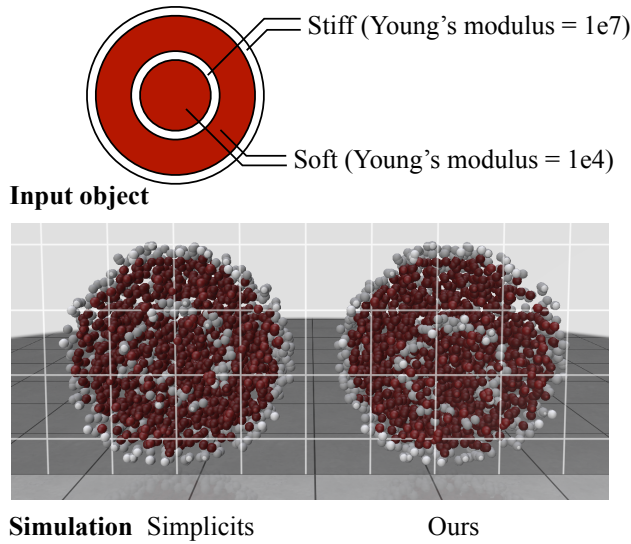 Stiff (Young's modulus = 1e7)
Soft (Young's modulus = 1e4)
Input object
Simulation Simplicits Ours